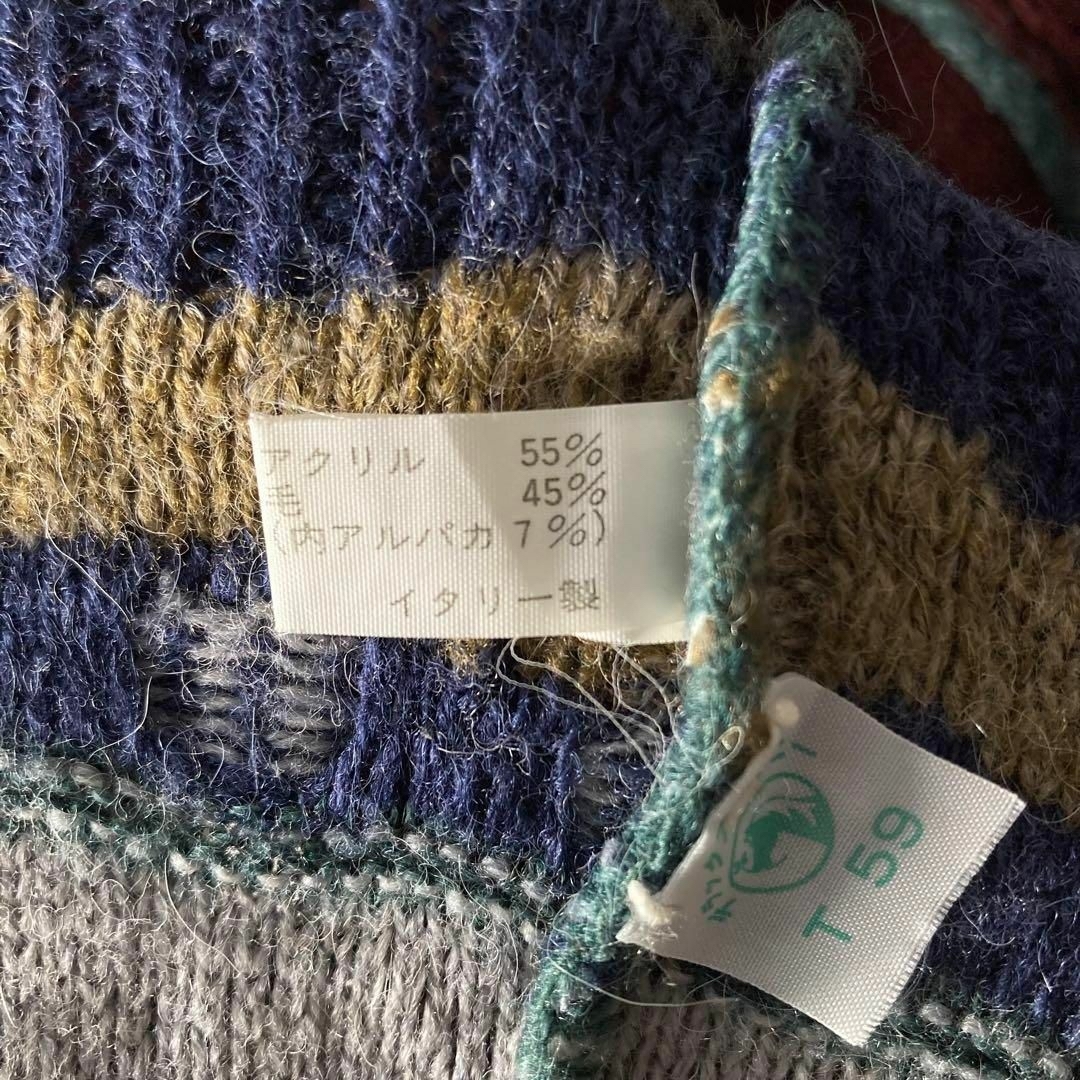 アクリル 55%
毛 45%
(内アルパカ 7%)
イタリー製
T 59